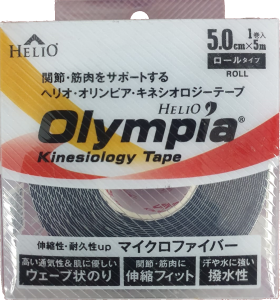 HELIO
5.0cm×5m
1巻入
ロールタイプ
ROLL
関節・筋肉をサポートする
ヘリオ・オリンピア・キネシオロジーテープ
HELIO
Olympia
Kinesiology Tape
伸縮性・耐久性up マイクロファイバー
高い通気性&肌に優しい
ウェーブ状のり
関節・筋肉に
伸縮フィット
汗や水に強い
撥水性